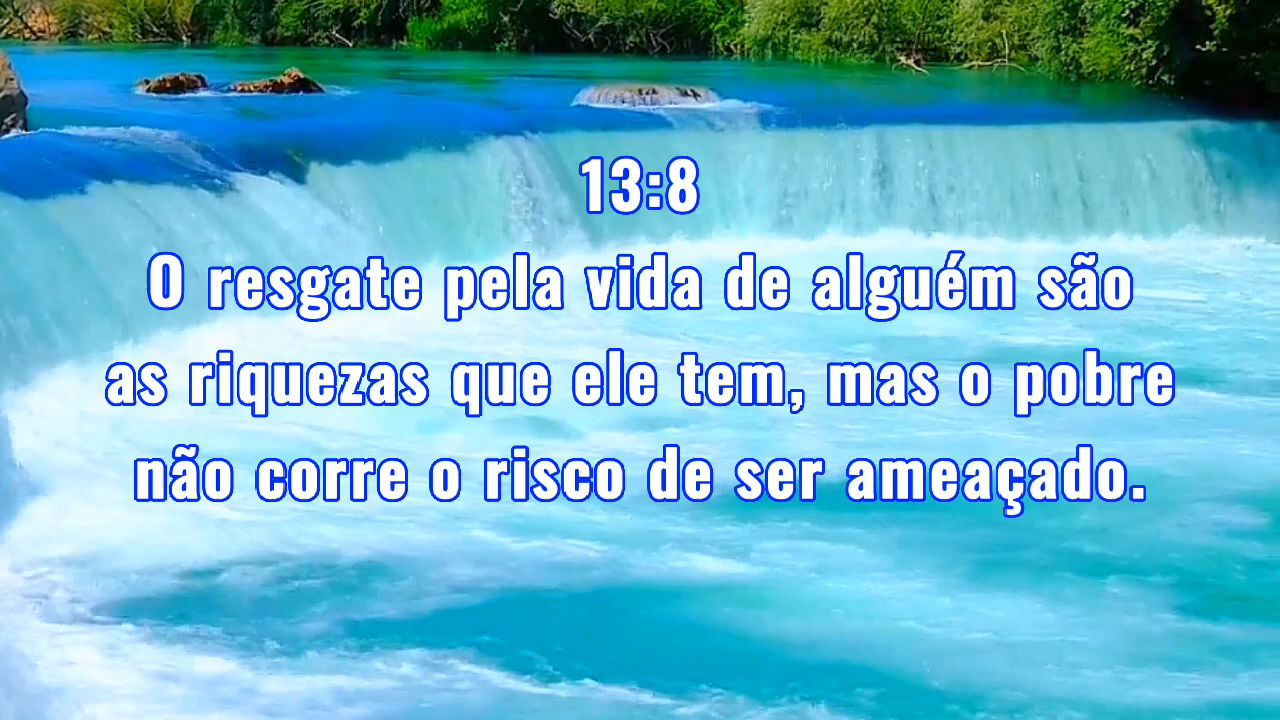 13:8
O resgate pela vida de alguém são
as riquezas que ele tem, mas o pobre
não corre o risco de ser ameaçado.